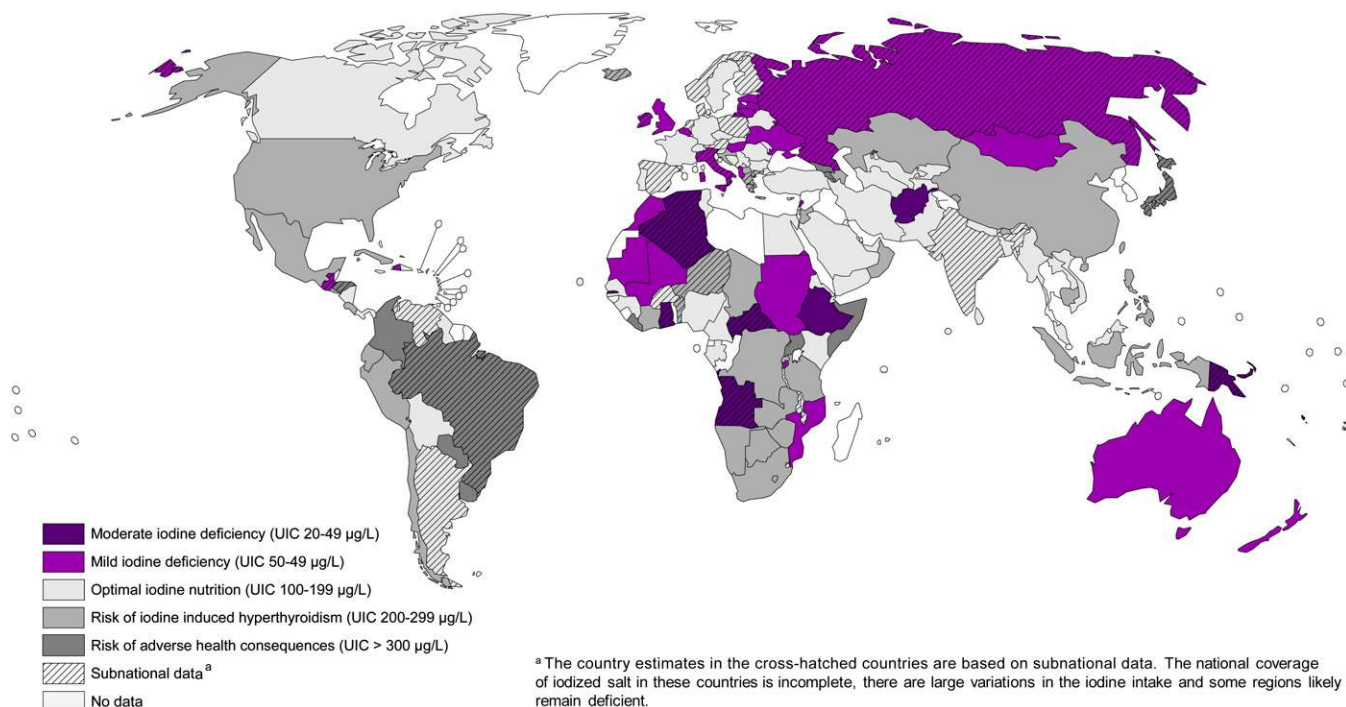 Moderate iodine deficiency (UIC 20-49 µg/L)
Mild iodine deficiency (UIC 50-49 µg/L)
Optimal iodine nutrition (UIC 100-199 µg/L)
Risk of iodine induced hyperthyroidism (UIC 200-299 µg/L)
Risk of adverse health consequences (UIC > 300 µg/L)
Subnational data a
No data
a The country estimates in the cross-hatched countries are based on subnational data. The national coverage
of iodized salt in these countries is incomplete, there are large variations in the iodine intake and some regions likely
remain deficient.